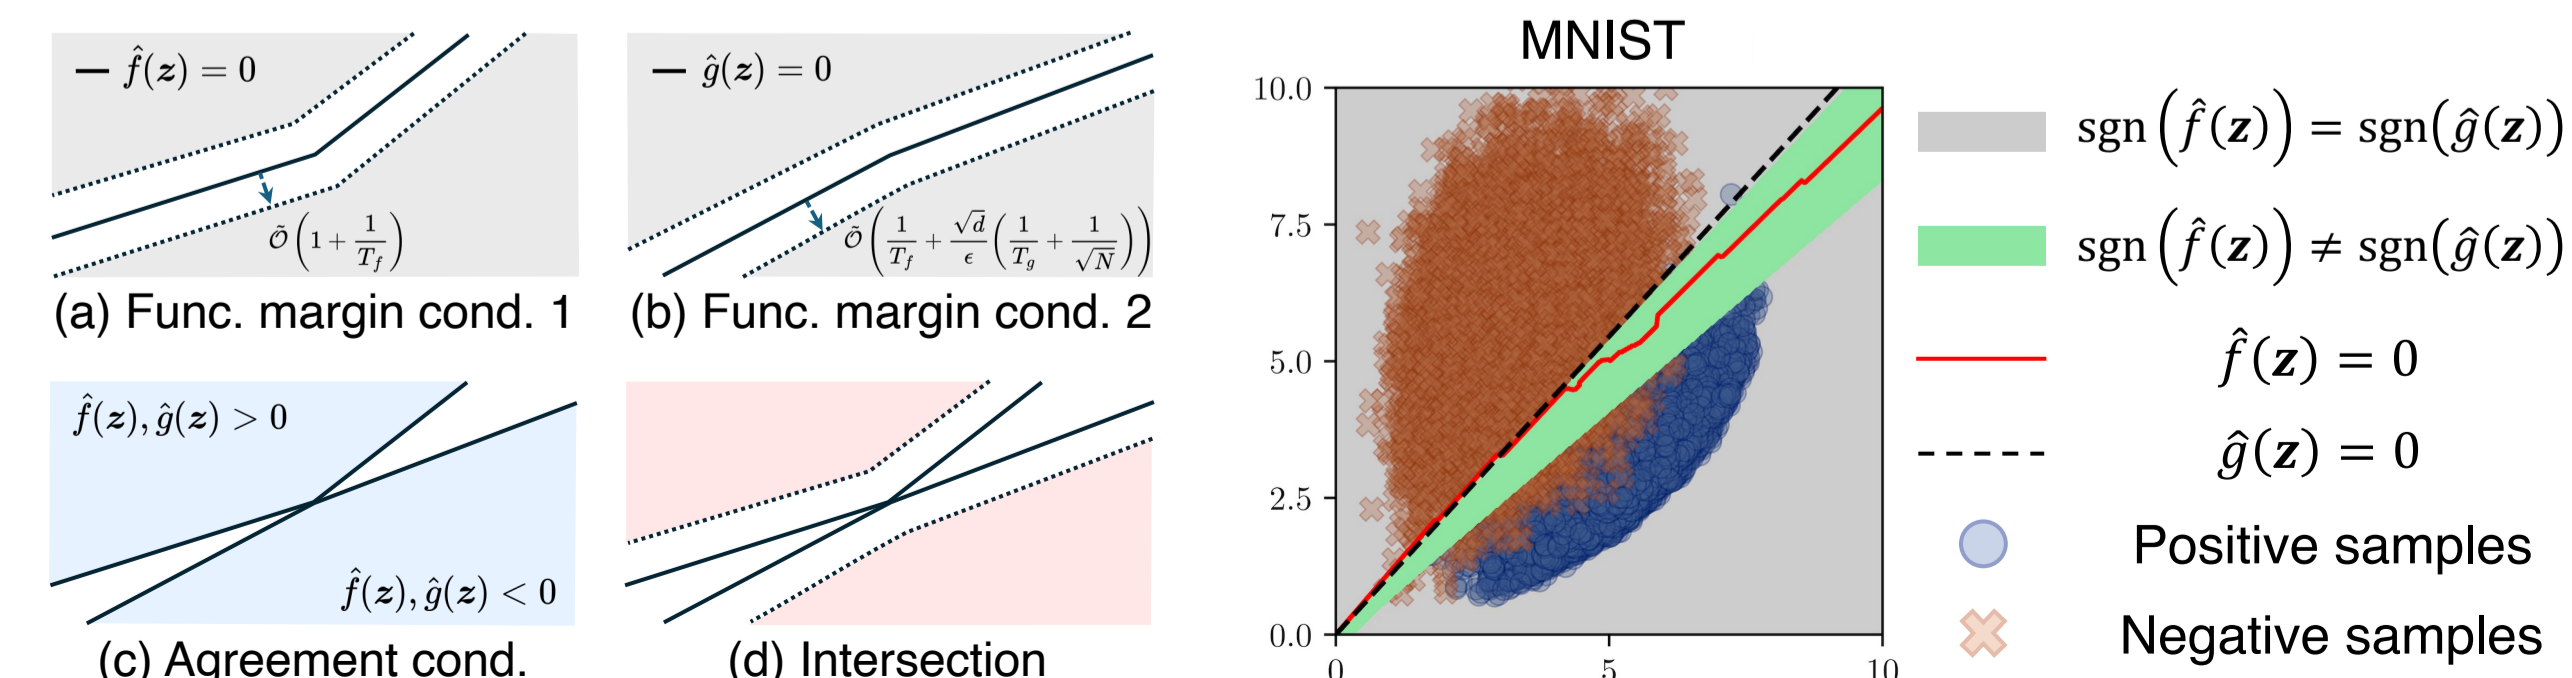 — f̂(z) = 0
Õ(1 + 1/T_f)
(a) Func. margin cond. 1
— ĝ(z) = 0
Õ(1/T_f + √d/ϵ (1/T_g + 1/√N))
(b) Func. margin cond. 2
f̂(z), ĝ(z) > 0
f̂(z), ĝ(z) < 0
(c) Agreement cond.
(d) Intersection
MNIST
10.0
7.5
5.0
2.5
0.0
0
5
10
sgn(f̂(z)) = sgn(ĝ(z))
sgn(f̂(z)) ≠ sgn(ĝ(z))
f̂(z) = 0
ĝ(z) = 0
Positive samples
Negative samples